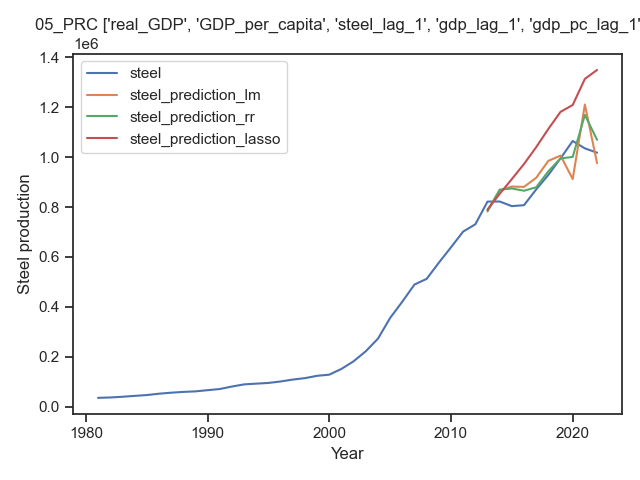 05_PRC ['real_GDP', 'GDP_per_capita', 'steel_lag_1', 'gdp_lag_1', 'gdp_pc_lag_1'
1e6
1.4
1.2
1.0
0.8
0.6
0.4
0.2
0.0
Steel production
steel
steel_prediction_lm
steel_prediction_rr
steel_prediction_lasso
1980
1990
2000
2010
2020
Year